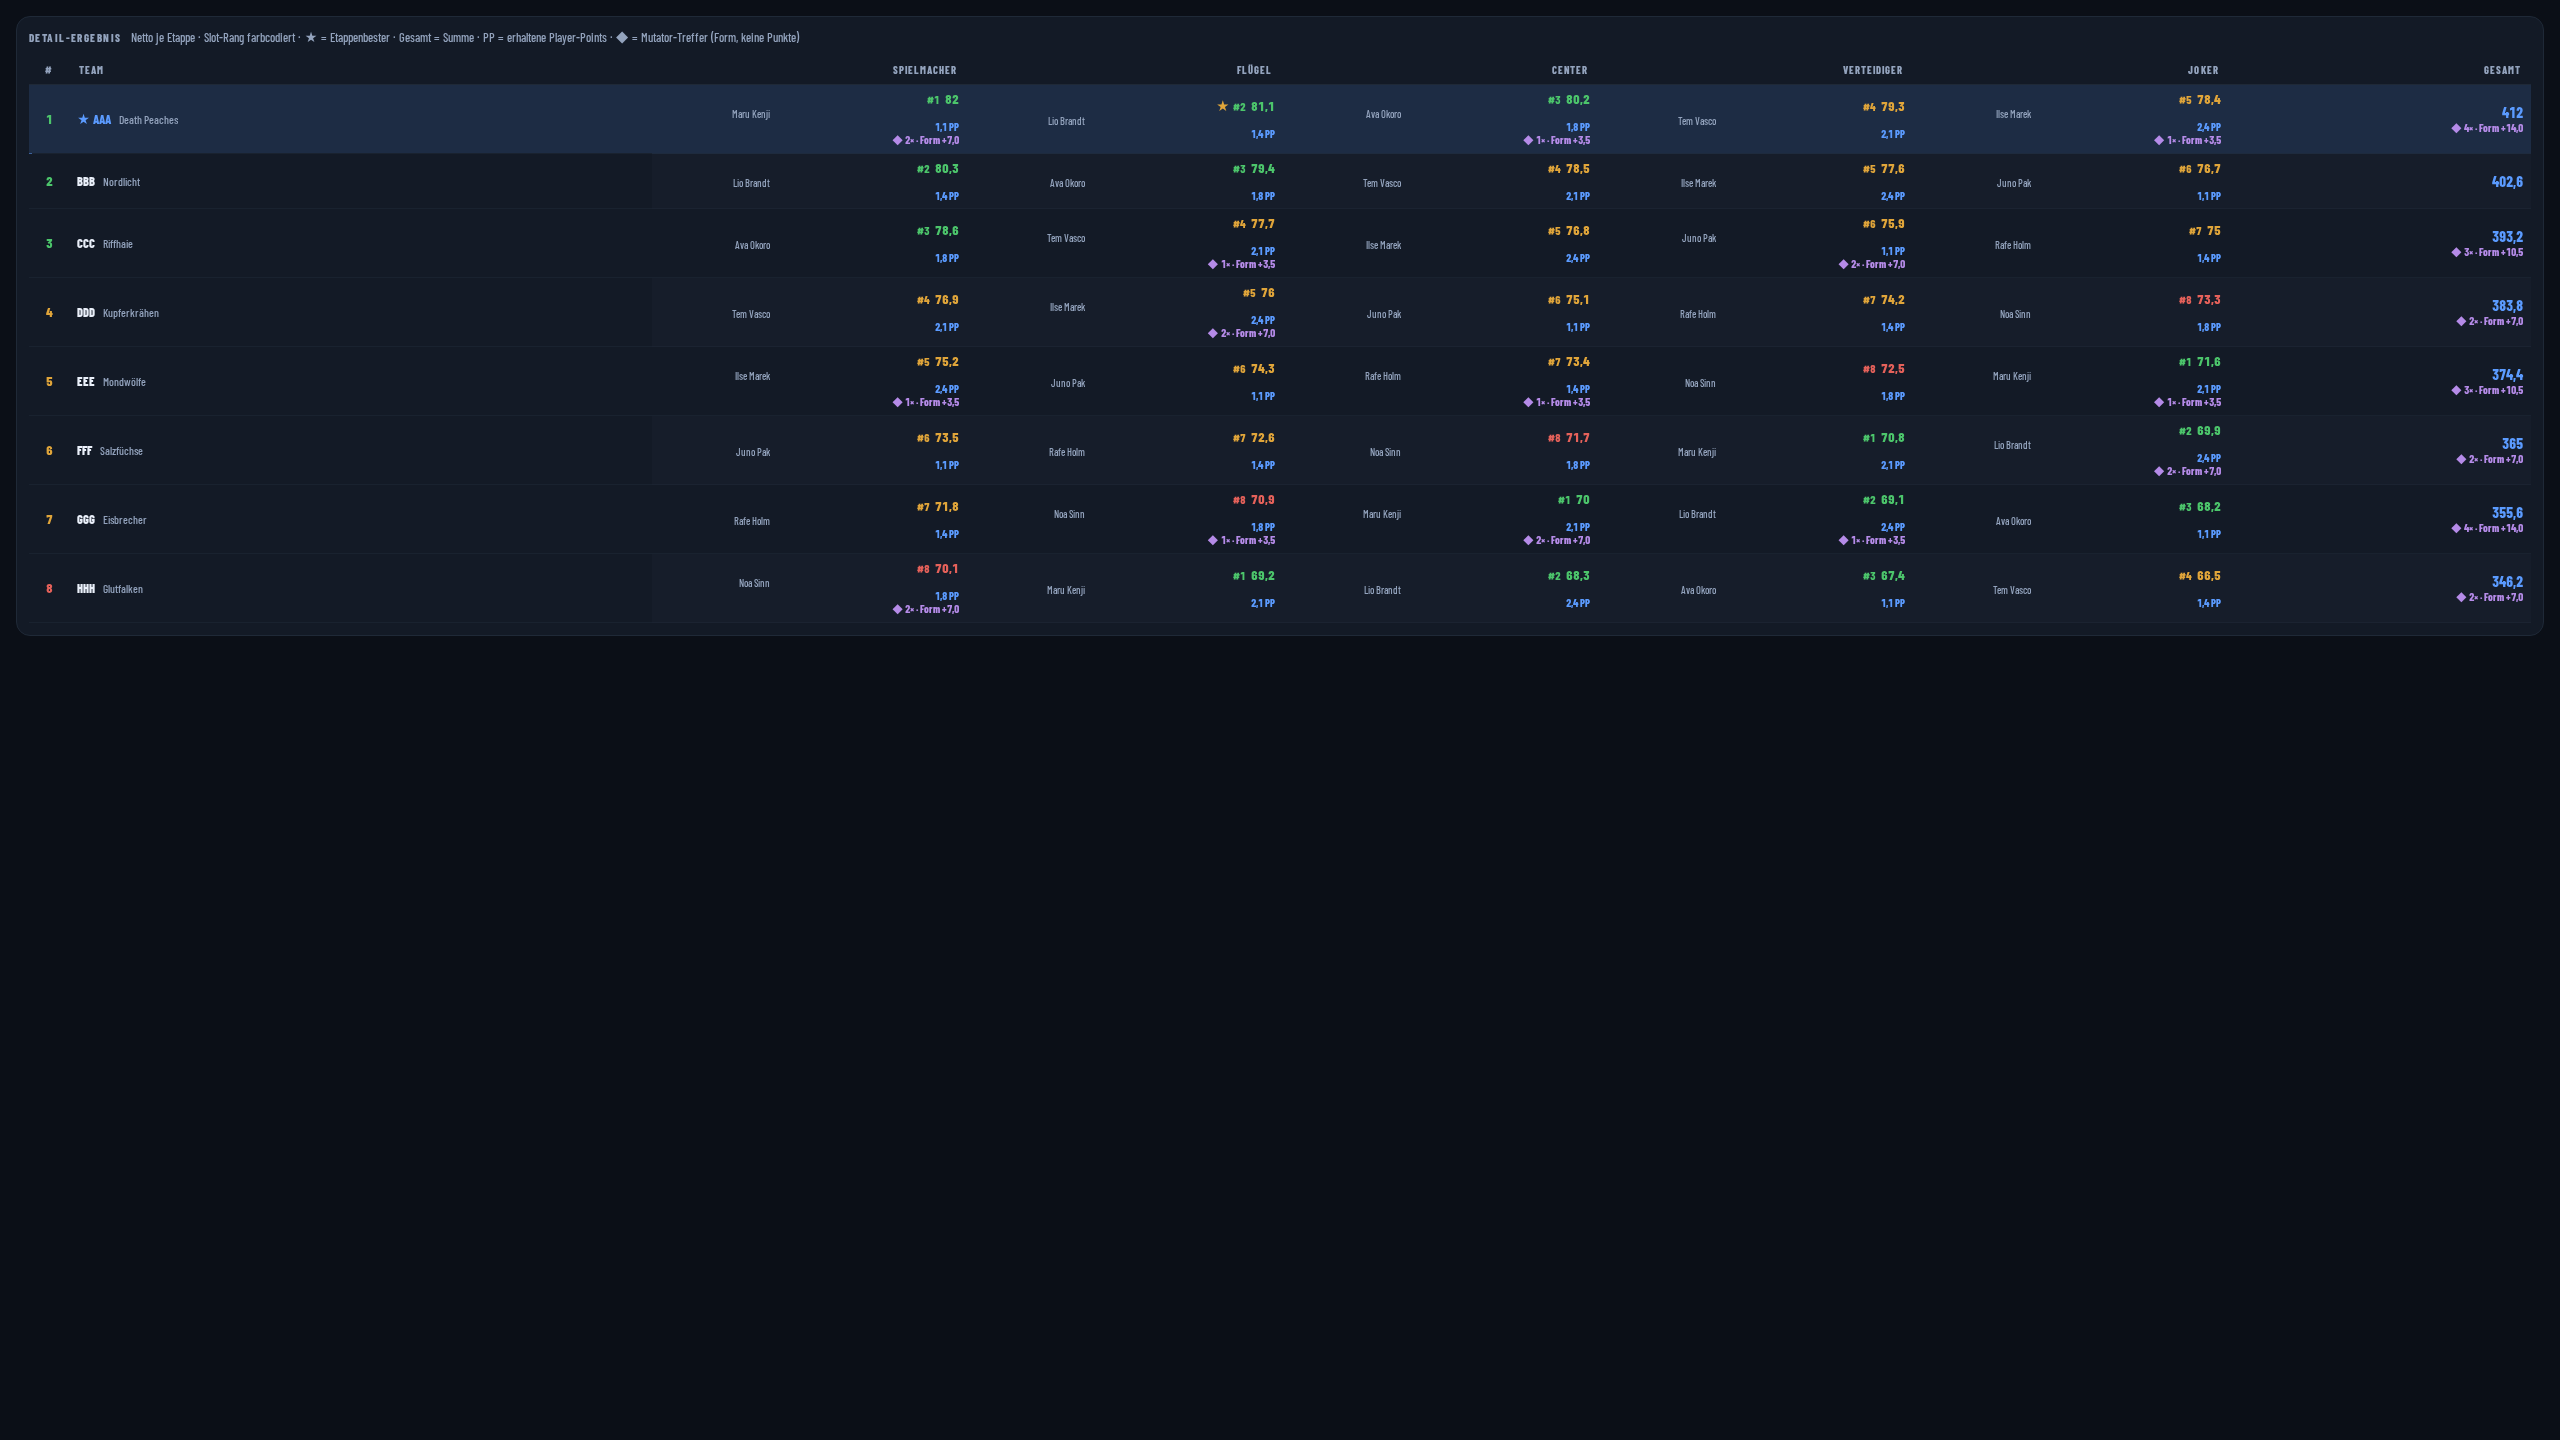 DETAIL-ERGEBNIS Netto je Etappe · Slot-Rang farbcodiert · ★ = Etappenbester · Gesamt = Summe · PP = erhaltene Player-Points · ◆ = Mutator-Treffer (Form, keine Punkte)
# TEAM SPIELMACHER FLÜGEL CENTER VERTEIDIGER JOKER GESAMT
1 ★ AAA Death Peaches
Maru Kenji #1 82
1,1 PP
◆ 2× · Form +7,0
Lio Brandt ★ #2 81,1
1,4 PP
Ava Okoro #3 80,2
1,8 PP
◆ 1× · Form +3,5
Tem Vasco #4 79,3
2,1 PP
Ilse Marek #5 78,4
2,4 PP
◆ 1× · Form +3,5
412
◆ 4× · Form +14,0
2 BBB Nordlicht
Lio Brandt #2 80,3
1,4 PP
Ava Okoro #3 79,4
1,8 PP
Tem Vasco #4 78,5
2,1 PP
Ilse Marek #5 77,6
2,4 PP
Juno Pak #6 76,7
1,1 PP
402,6
3 CCC Riffhaie
Ava Okoro #3 78,6
1,8 PP
Tem Vasco #4 77,7
2,1 PP
◆ 1× · Form +3,5
Ilse Marek #5 76,8
2,4 PP
Juno Pak #6 75,9
1,1 PP
◆ 2× · Form +7,0
Rafe Holm #7 75
1,4 PP
393,2
◆ 3× · Form +10,5
4 DDD Kupferkrähen
Tem Vasco #4 76,9
2,1 PP
Ilse Marek #5 76
2,4 PP
◆ 2× · Form +7,0
Juno Pak #6 75,1
1,1 PP
Rafe Holm #7 74,2
1,4 PP
Noa Sinn #8 73,3
1,8 PP
383,8
◆ 2× · Form +7,0
5 EEE Mondwölfe
Ilse Marek #5 75,2
2,4 PP
◆ 1× · Form +3,5
Juno Pak #6 74,3
1,1 PP
Rafe Holm #7 73,4
1,4 PP
◆ 1× · Form +3,5
Noa Sinn #8 72,5
1,8 PP
Maru Kenji #1 71,6
2,1 PP
◆ 1× · Form +3,5
374,4
◆ 3× · Form +10,5
6 FFF Salzfüchse
Juno Pak #6 73,5
1,1 PP
Rafe Holm #7 72,6
1,4 PP
Noa Sinn #8 71,7
1,8 PP
Maru Kenji #1 70,8
2,1 PP
Lio Brandt #2 69,9
2,4 PP
◆ 2× · Form +7,0
365
◆ 2× · Form +7,0
7 GGG Eisbrecher
Rafe Holm #7 71,8
1,4 PP
Noa Sinn #8 70,9
1,8 PP
◆ 1× · Form +3,5
Maru Kenji #1 70
2,1 PP
◆ 2× · Form +7,0
Lio Brandt #2 69,1
2,4 PP
◆ 1× · Form +3,5
Ava Okoro #3 68,2
1,1 PP
355,6
◆ 4× · Form +14,0
8 HHH Glutfalken
Noa Sinn #8 70,1
1,8 PP
◆ 2× · Form +7,0
Maru Kenji #1 69,2
2,1 PP
Lio Brandt #2 68,3
2,4 PP
Ava Okoro #3 67,4
1,1 PP
Tem Vasco #4 66,5
1,4 PP
346,2
◆ 2× · Form +7,0